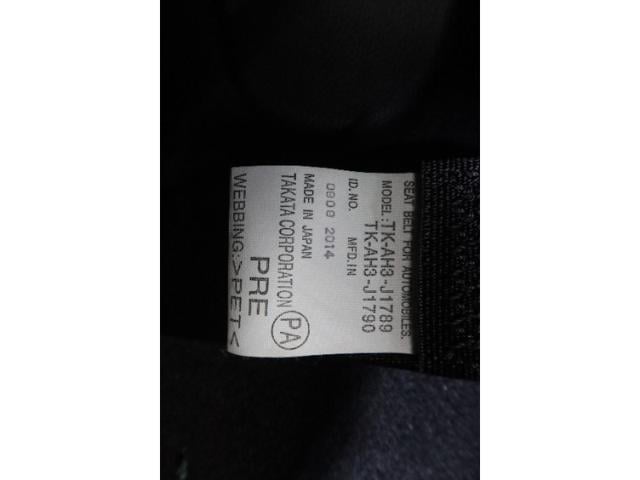 SEAT BELT FOR AUTOMOBILES.
MODEL:TK-AH3-J1789
TK-AH3-J1790
ID.NO. MFD.IN
0909 2014
MADE IN JAPAN
TAKATA CORPORATION PA
PRE
WEBBING:>PET<